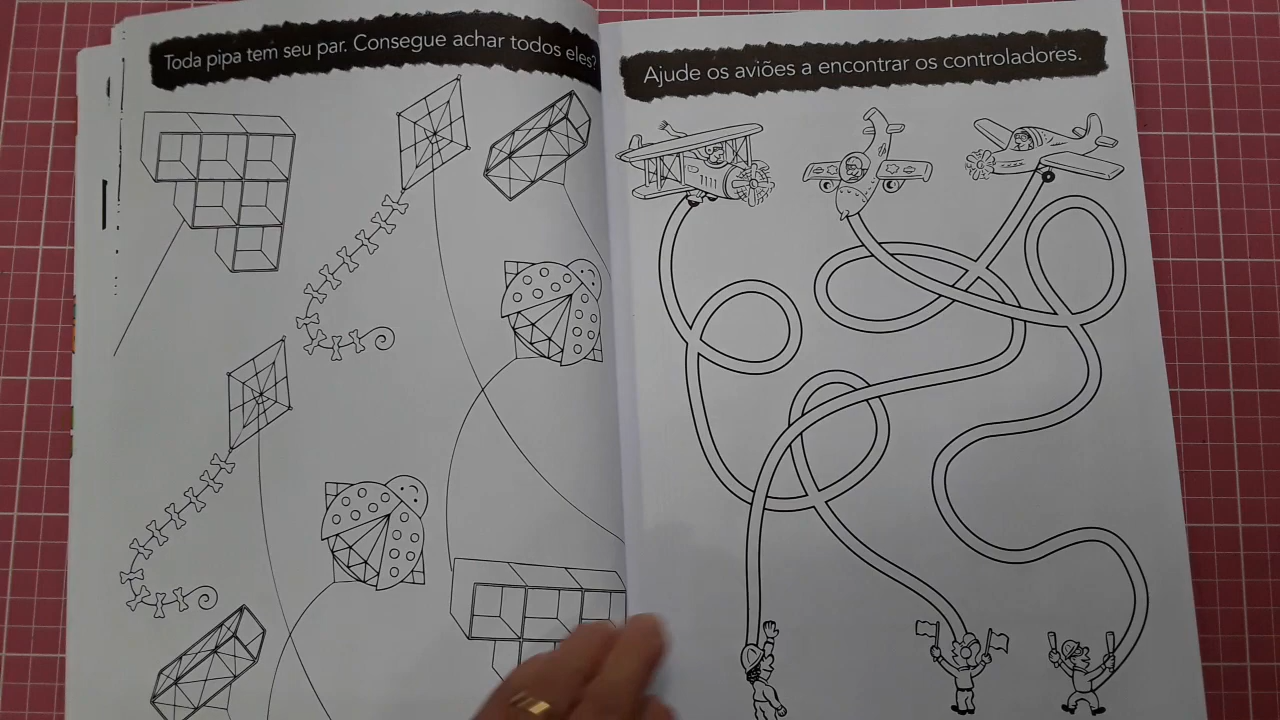 Toda pipa tem seu par. Consegue achar todos eles?
Ajude os aviões a encontrar os controladores.